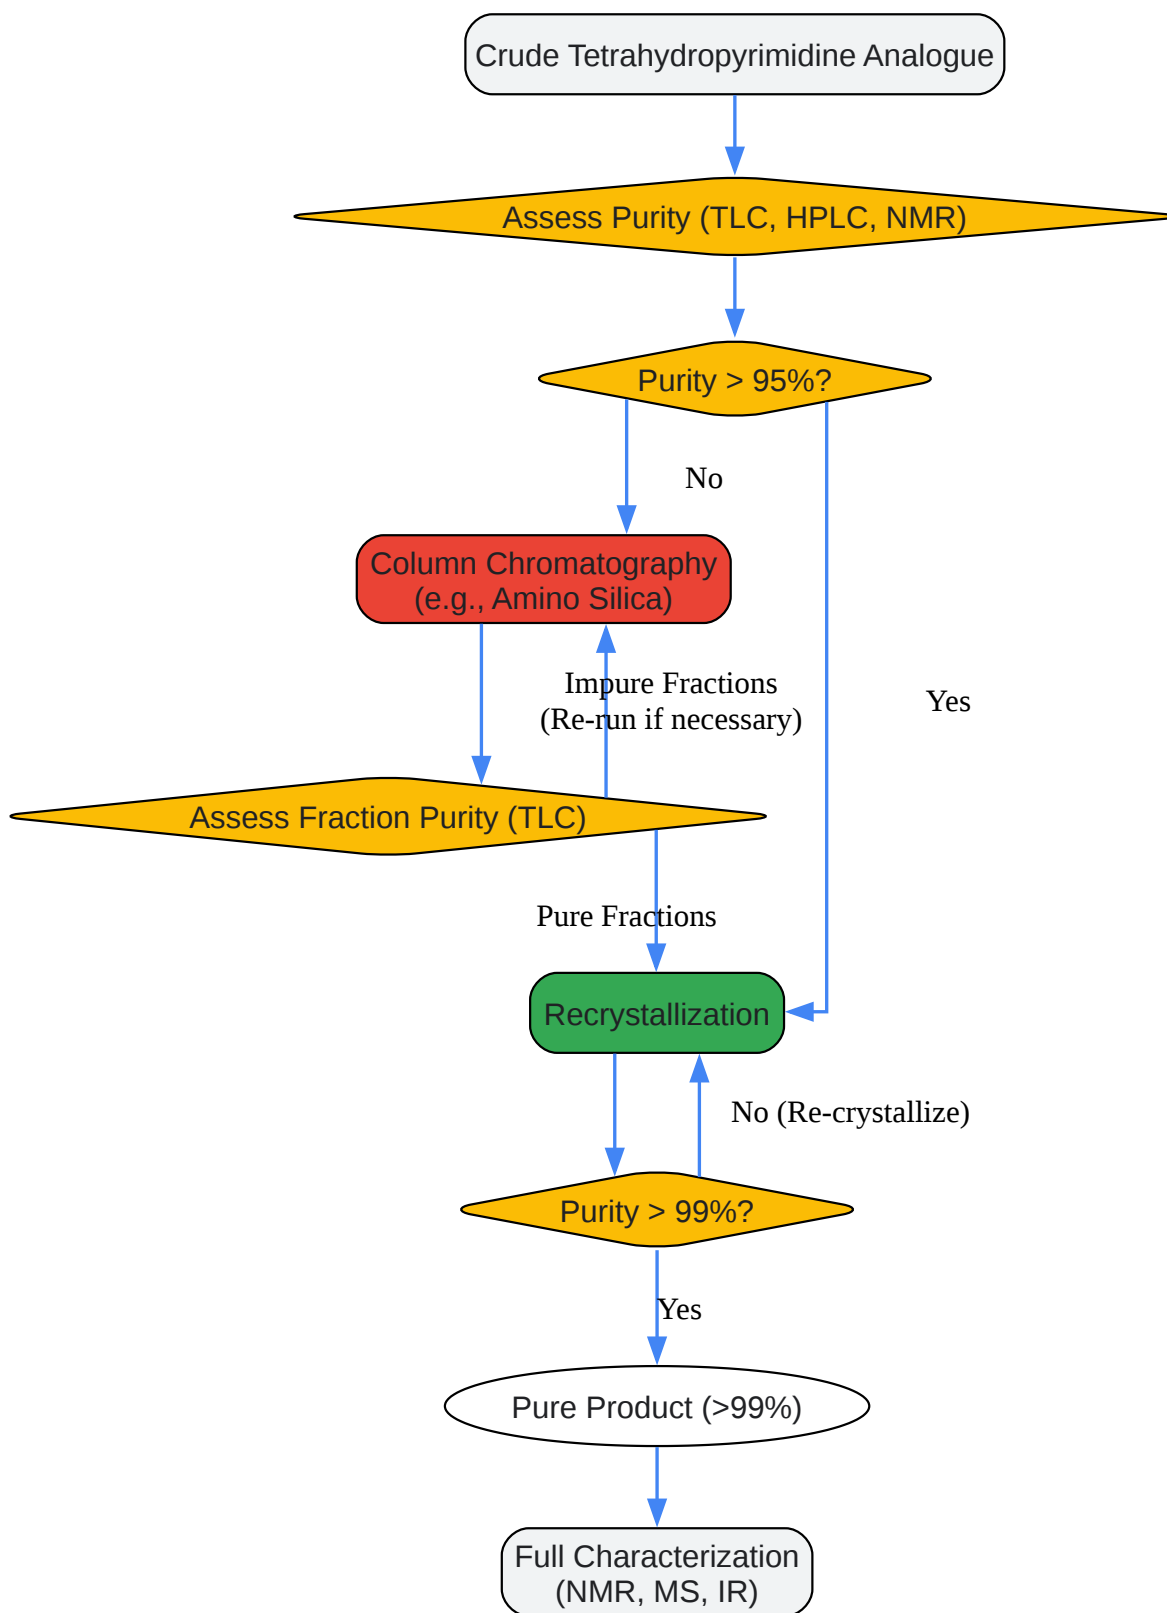 Crude Tetrahydropyrimidine Analogue
Assess Purity (TLC, HPLC, NMR)
Purity > 95%?
No
Column Chromatography
(e.g., Amino Silica)
Impure Fractions
(Re-run if necessary)
Yes
Assess Fraction Purity (TLC)
Pure Fractions
Recrystallization
No (Re-crystallize)
Purity > 99%?
Yes
Pure Product (>99%)
Full Characterization
(NMR, MS, IR)